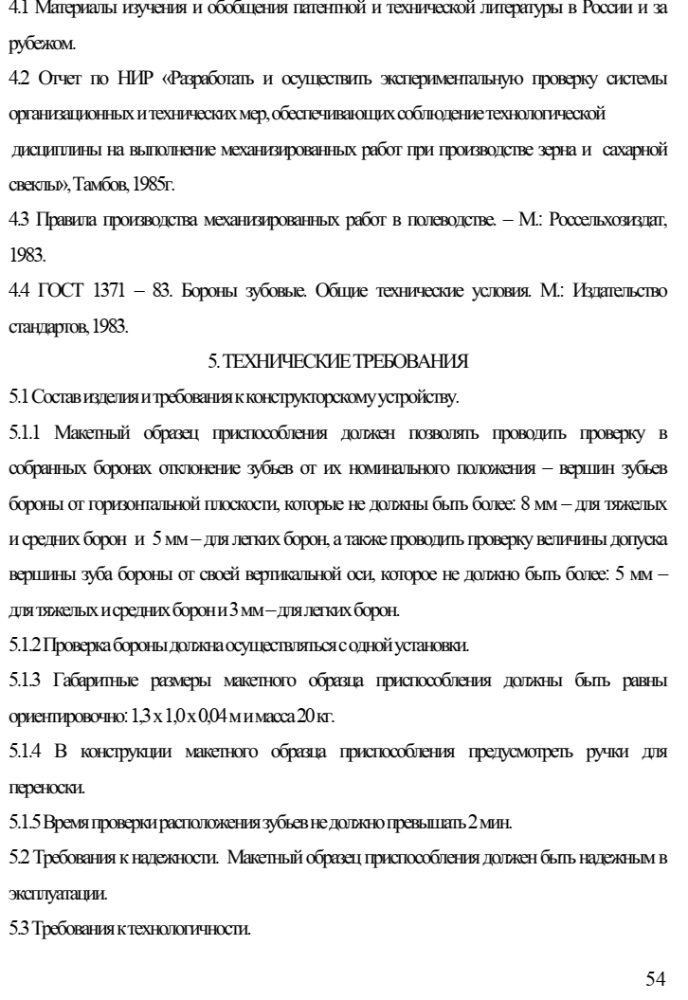 4.1 Материалы изучения и обобщения патентной и технической литературы в России и за
рубежом.
4.2 Отчет по НИР «Разработать и осуществить экспериментальную проверку системы
организационных и технических мер, обеспечивающих соблюдение технологической
дисциплины на выполнение механизированных работ при производстве зерна и сахарной
свеклы», Тамбов, 1985г.
4.3 Правила производства механизированных работ в полеводстве. – М.: Россельхозиздат,
1983.
4.4 ГОСТ 1371 – 83. Бороны зубовые. Общие технические условия. М.: Издательство
стандартов, 1983.
5. ТЕХНИЧЕСКИЕ ТРЕБОВАНИЯ
5.1 Состав изделия и требования к конструкторскому устройству.
5.1.1 Макетный образец приспособления должен позволять проводить проверку в
собранных боронах отклонение зубьев от их номинального положения – вершин зубьев
бороны от горизонтальной плоскости, которые не должны быть более: 8 мм – для тяжелых
и средних борон и 5 мм – для легких борон, а также проводить проверку величины допуска
вершины зуба бороны от своей вертикальной оси, которое не должно быть более: 5 мм –
для тяжелых и средних борон и 3 мм – для легких борон.
5.1.2 Проверка бороны должна осуществляться с одной установки.
5.1.3 Габаритные размеры макетного образца приспособления должны быть равны
ориентировочно: 1,3 х 1,0 х 0,04 м и масса 20 кг.
5.1.4 В конструкции макетного образца приспособления предусмотреть ручки для
переноски.
5.1.5 Время проверки расположения зубьев не должно превышать 2 мин.
5.2 Требования к надежности. Макетный образец приспособления должен быть надежным в
эксплуатации.
5.3 Требования к технологичности.
54